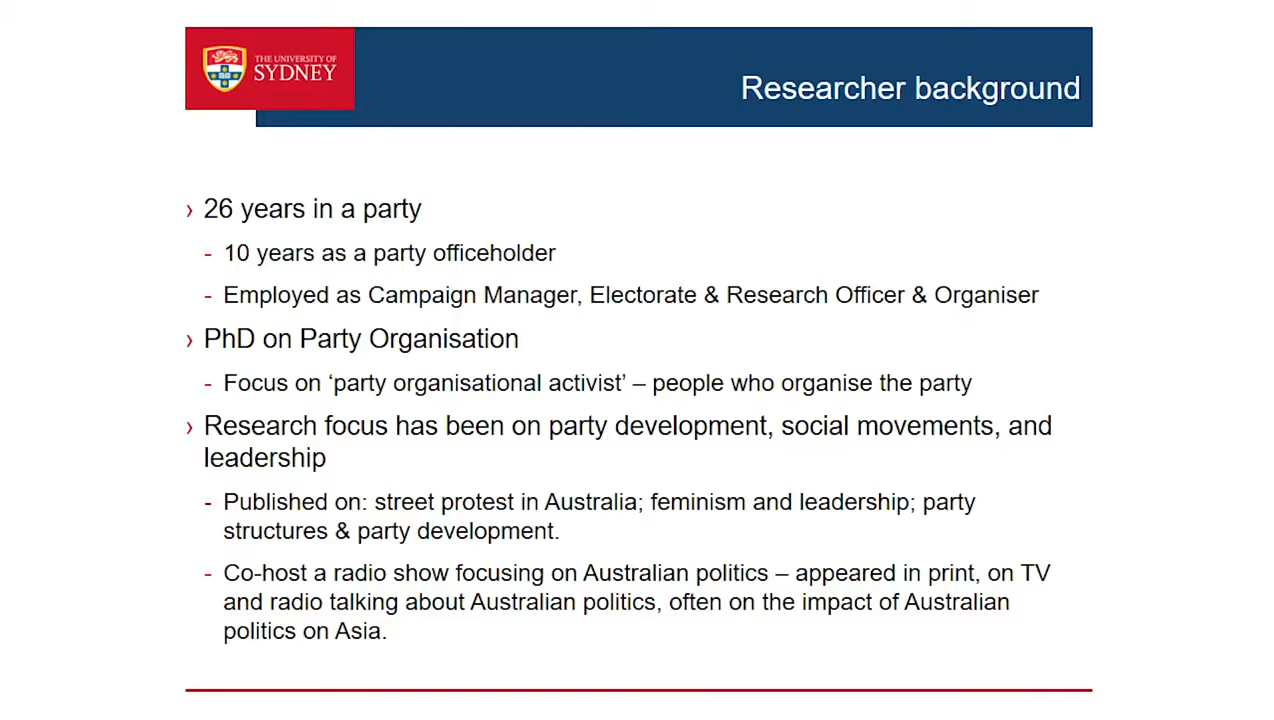 THE UNIVERSITY OF
SYDNEY
Researcher background
› 26 years in a party
- 10 years as a party officeholder
- Employed as Campaign Manager, Electorate & Research Officer & Organiser
› PhD on Party Organisation
- Focus on ‘party organisational activist’ – people who organise the party
› Research focus has been on party development, social movements, and
leadership
- Published on: street protest in Australia; feminism and leadership; party
structures & party development.
- Co-host a radio show focusing on Australian politics – appeared in print, on TV
and radio talking about Australian politics, often on the impact of Australian
politics on Asia.